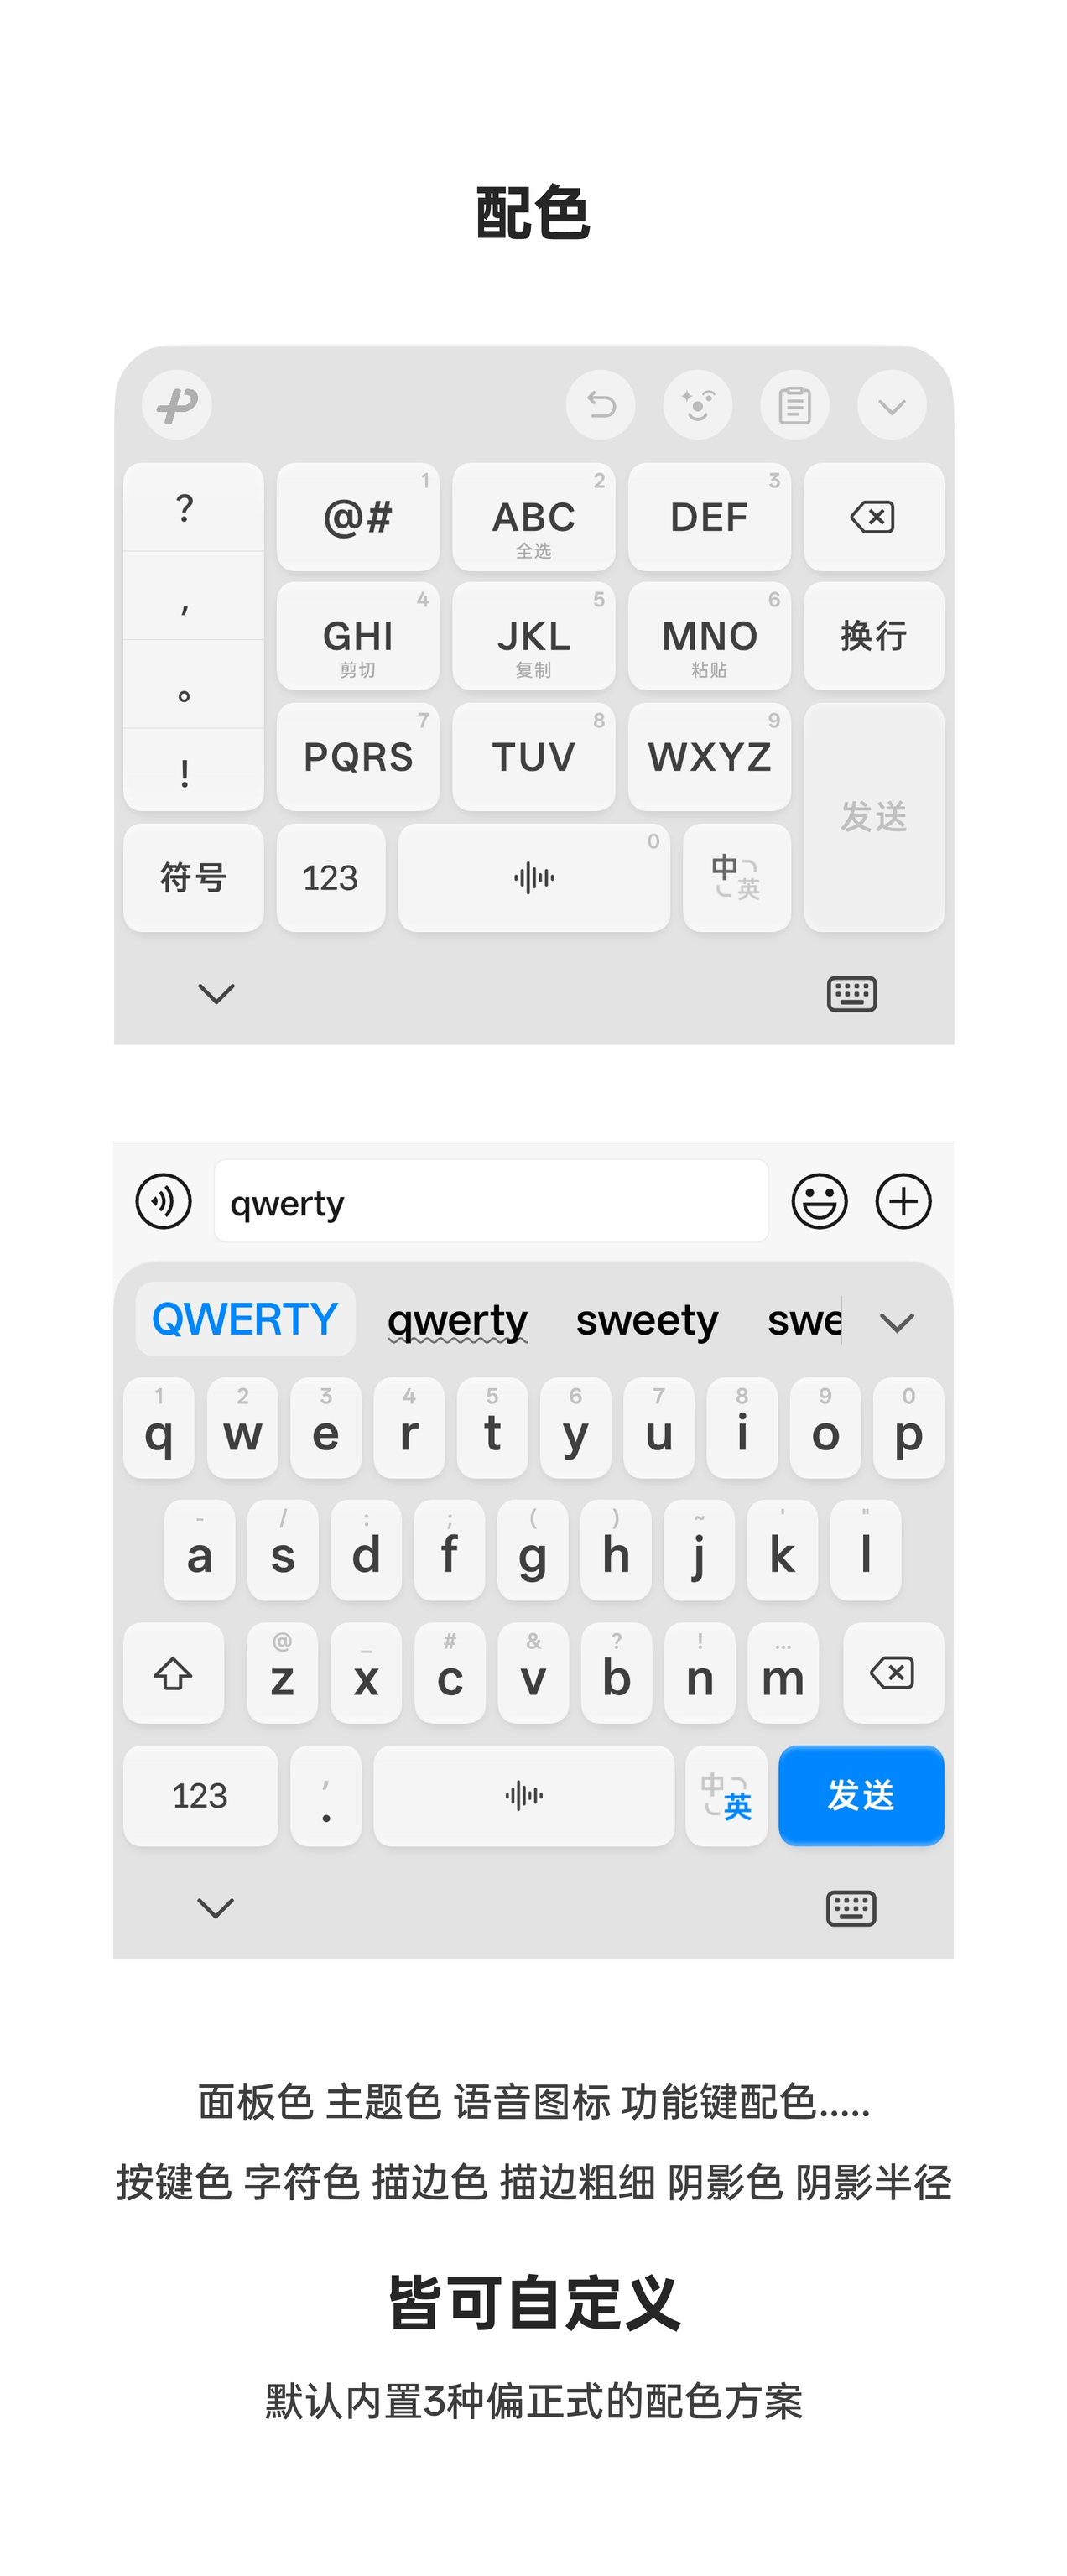 配色
?
1
@#
2
ABC
全选
3
DEF
,
4
GHI
剪切
5
JKL
复制
6
MNO
粘贴
换行
。
7
PQRS
8
TUV
9
WXYZ
!
发送
符号
123
0
中
英
qwerty
QWERTY qwerty sweety swe
1 2 3 4 5 6 7 8 9 0
q w e r t y u i o p
- / : ; ( ) ~ ' "
a s d f g h j k l
@ _ # & ? ! ...
z x c v b n m
123
,
.
中
英
发送
面板色 主题色 语音图标 功能键配色.....
按键色 字符色 描边色 描边粗细 阴影色 阴影半径
皆可自定义
默认内置3种偏正式的配色方案